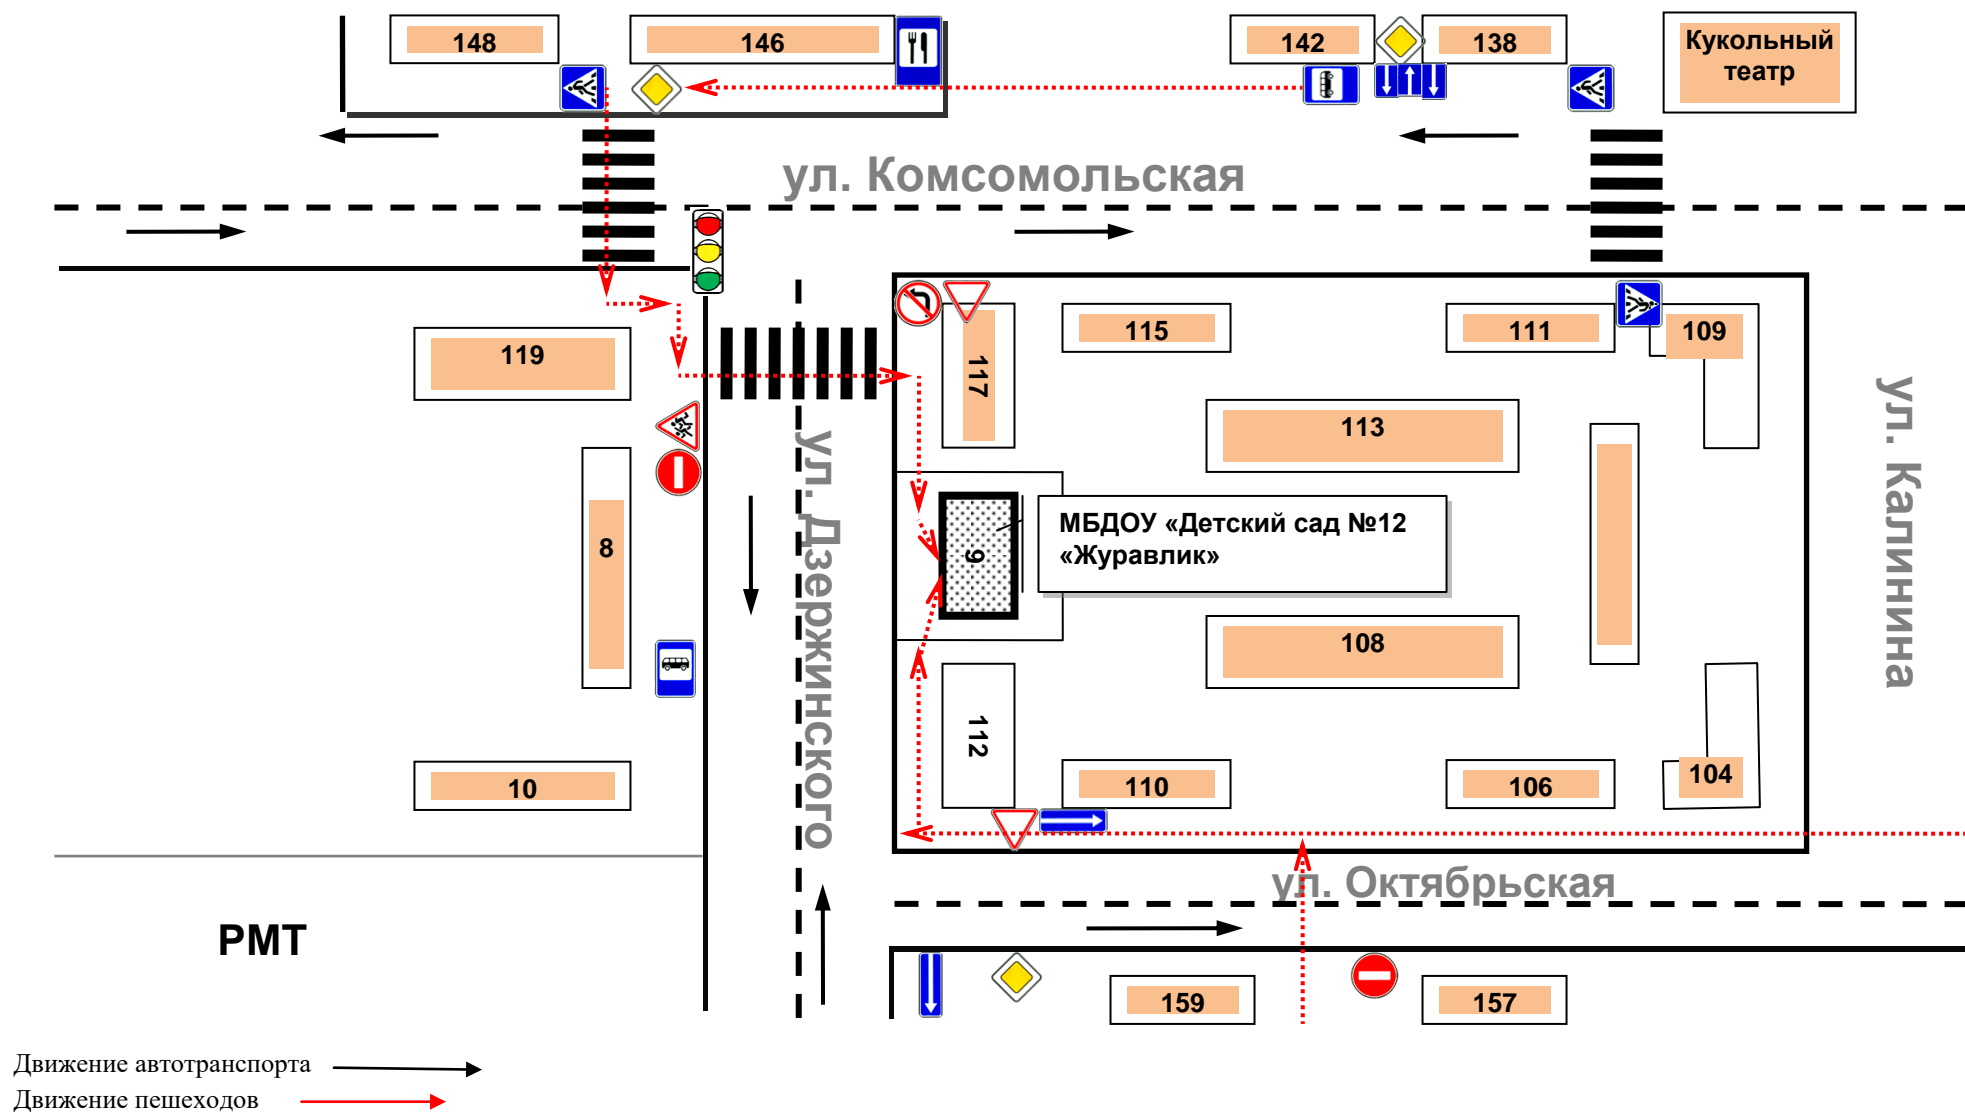 148
146
142
138
Кукольный
театр
ул. Комсомольская
119
117
115
111
109
113
ул. Калинина
ул. Дзержинского
8
9
МБДОУ «Детский сад №12
«Журавлик»
108
112
10
110
106
104
ул. Октябрьская
РМТ
159
157
Движение автотранспорта
Движение пешеходов